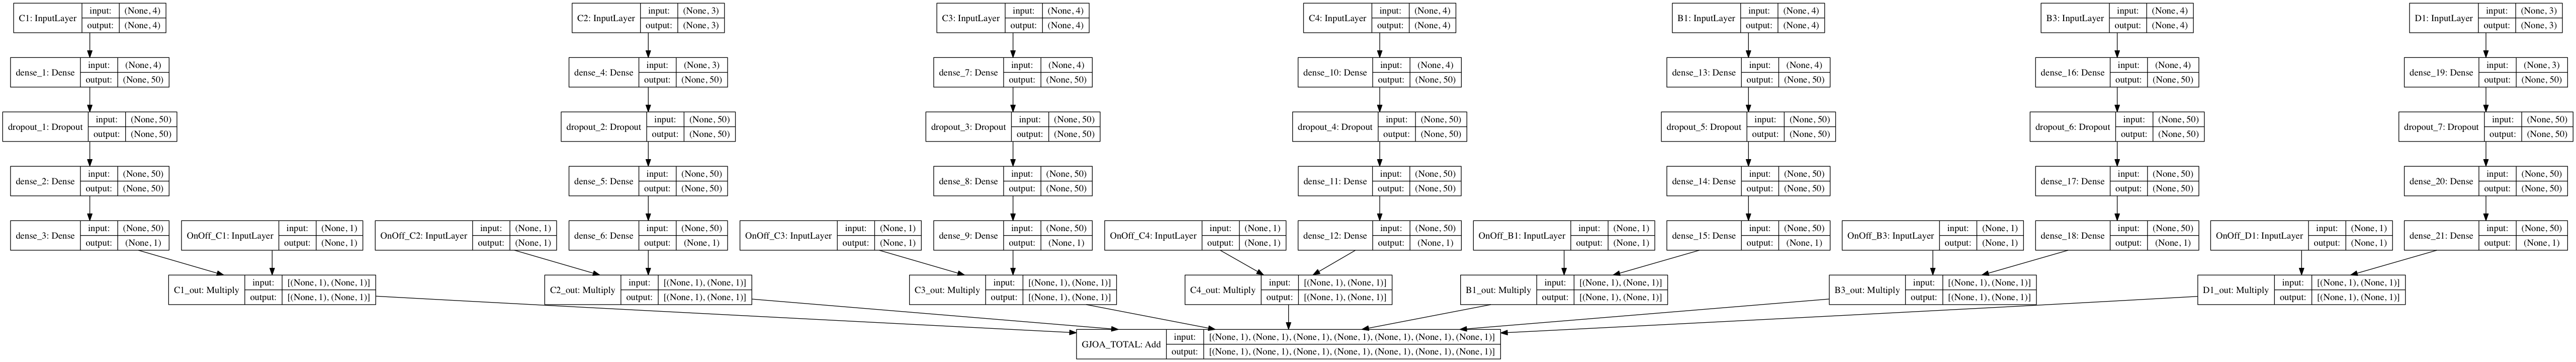 C1: InputLayer input: (None, 4) output: (None, 4)
C2: InputLayer input: (None, 3) output: (None, 3)
C3: InputLayer input: (None, 4) output: (None, 4)
C4: InputLayer input: (None, 4) output: (None, 4)
B1: InputLayer input: (None, 4) output: (None, 4)
B3: InputLayer input: (None, 4) output: (None, 4)
D1: InputLayer input: (None, 3) output: (None, 3)
dense_1: Dense input: (None, 4) output: (None, 50)
dense_4: Dense input: (None, 3) output: (None, 50)
dense_7: Dense input: (None, 4) output: (None, 50)
dense_10: Dense input: (None, 4) output: (None, 50)
dense_13: Dense input: (None, 4) output: (None, 50)
dense_16: Dense input: (None, 4) output: (None, 50)
dense_19: Dense input: (None, 3) output: (None, 50)
dropout_1: Dropout input: (None, 50) output: (None, 50)
dropout_2: Dropout input: (None, 50) output: (None, 50)
dropout_3: Dropout input: (None, 50) output: (None, 50)
dropout_4: Dropout input: (None, 50) output: (None, 50)
dropout_5: Dropout input: (None, 50) output: (None, 50)
dropout_6: Dropout input: (None, 50) output: (None, 50)
dropout_7: Dropout input: (None, 50) output: (None, 50)
dense_2: Dense input: (None, 50) output: (None, 50)
dense_5: Dense input: (None, 50) output: (None, 50)
dense_8: Dense input: (None, 50) output: (None, 50)
dense_11: Dense input: (None, 50) output: (None, 50)
dense_14: Dense input: (None, 50) output: (None, 50)
dense_17: Dense input: (None, 50) output: (None, 50)
dense_20: Dense input: (None, 50) output: (None, 50)
dense_3: Dense input: (None, 50) output: (None, 1)
OnOff_C1: InputLayer input: (None, 1) output: (None, 1)
OnOff_C2: InputLayer input: (None, 1) output: (None, 1)
dense_6: Dense input: (None, 50) output: (None, 1)
OnOff_C3: InputLayer input: (None, 1) output: (None, 1)
dense_9: Dense input: (None, 50) output: (None, 1)
OnOff_C4: InputLayer input: (None, 1) output: (None, 1)
dense_12: Dense input: (None, 50) output: (None, 1)
OnOff_B1: InputLayer input: (None, 1) output: (None, 1)
dense_15: Dense input: (None, 50) output: (None, 1)
OnOff_B3: InputLayer input: (None, 1) output: (None, 1)
dense_18: Dense input: (None, 50) output: (None, 1)
OnOff_D1: InputLayer input: (None, 1) output: (None, 1)
dense_21: Dense input: (None, 50) output: (None, 1)
C1_out: Multiply input: [(None, 1), (None, 1)] output: [(None, 1), (None, 1)]
C2_out: Multiply input: [(None, 1), (None, 1)] output: [(None, 1), (None, 1)]
C3_out: Multiply input: [(None, 1), (None, 1)] output: [(None, 1), (None, 1)]
C4_out: Multiply input: [(None, 1), (None, 1)] output: [(None, 1), (None, 1)]
B1_out: Multiply input: [(None, 1), (None, 1)] output: [(None, 1), (None, 1)]
B3_out: Multiply input: [(None, 1), (None, 1)] output: [(None, 1), (None, 1)]
D1_out: Multiply input: [(None, 1), (None, 1)] output: [(None, 1), (None, 1)]
GJOA_TOTAL: Add input: [(None, 1), (None, 1), (None, 1), (None, 1), (None, 1), (None, 1), (None, 1)] output: [(None, 1), (None, 1), (None, 1), (None, 1), (None, 1), (None, 1), (None, 1)]